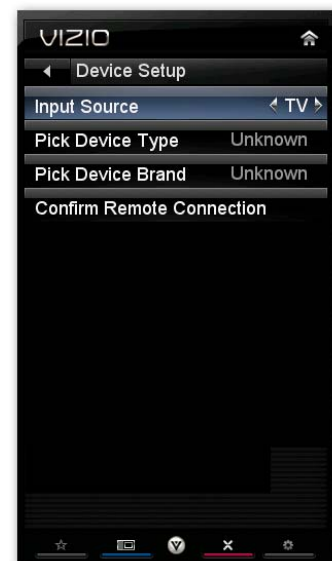 VIZIO
Device Setup
Input Source TV
Pick Device Type Unknown
Pick Device Brand Unknown
Confirm Remote Connection
V